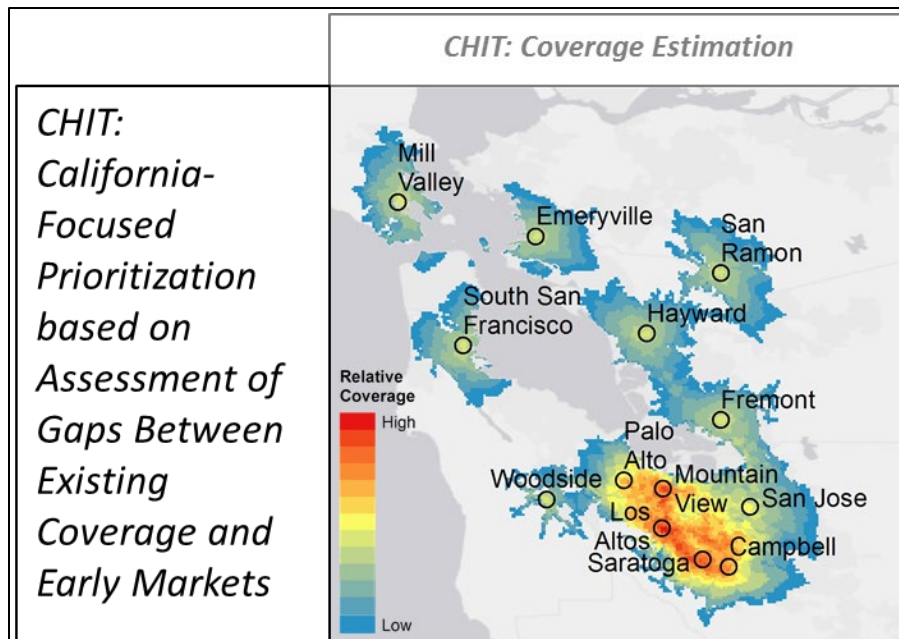 CHIT: Coverage Estimation
CHIT:
California-
Focused
Prioritization
based on
Assessment of
Gaps Between
Existing
Coverage and
Early Markets
Mill
Valley
Emeryville
San
Ramon
South San
Francisco
Hayward
Relative
Coverage
High
Low
Fremont
Palo
Alto
Woodside
Mountain
View
San Jose
Los
Altos
Saratoga
Campbell